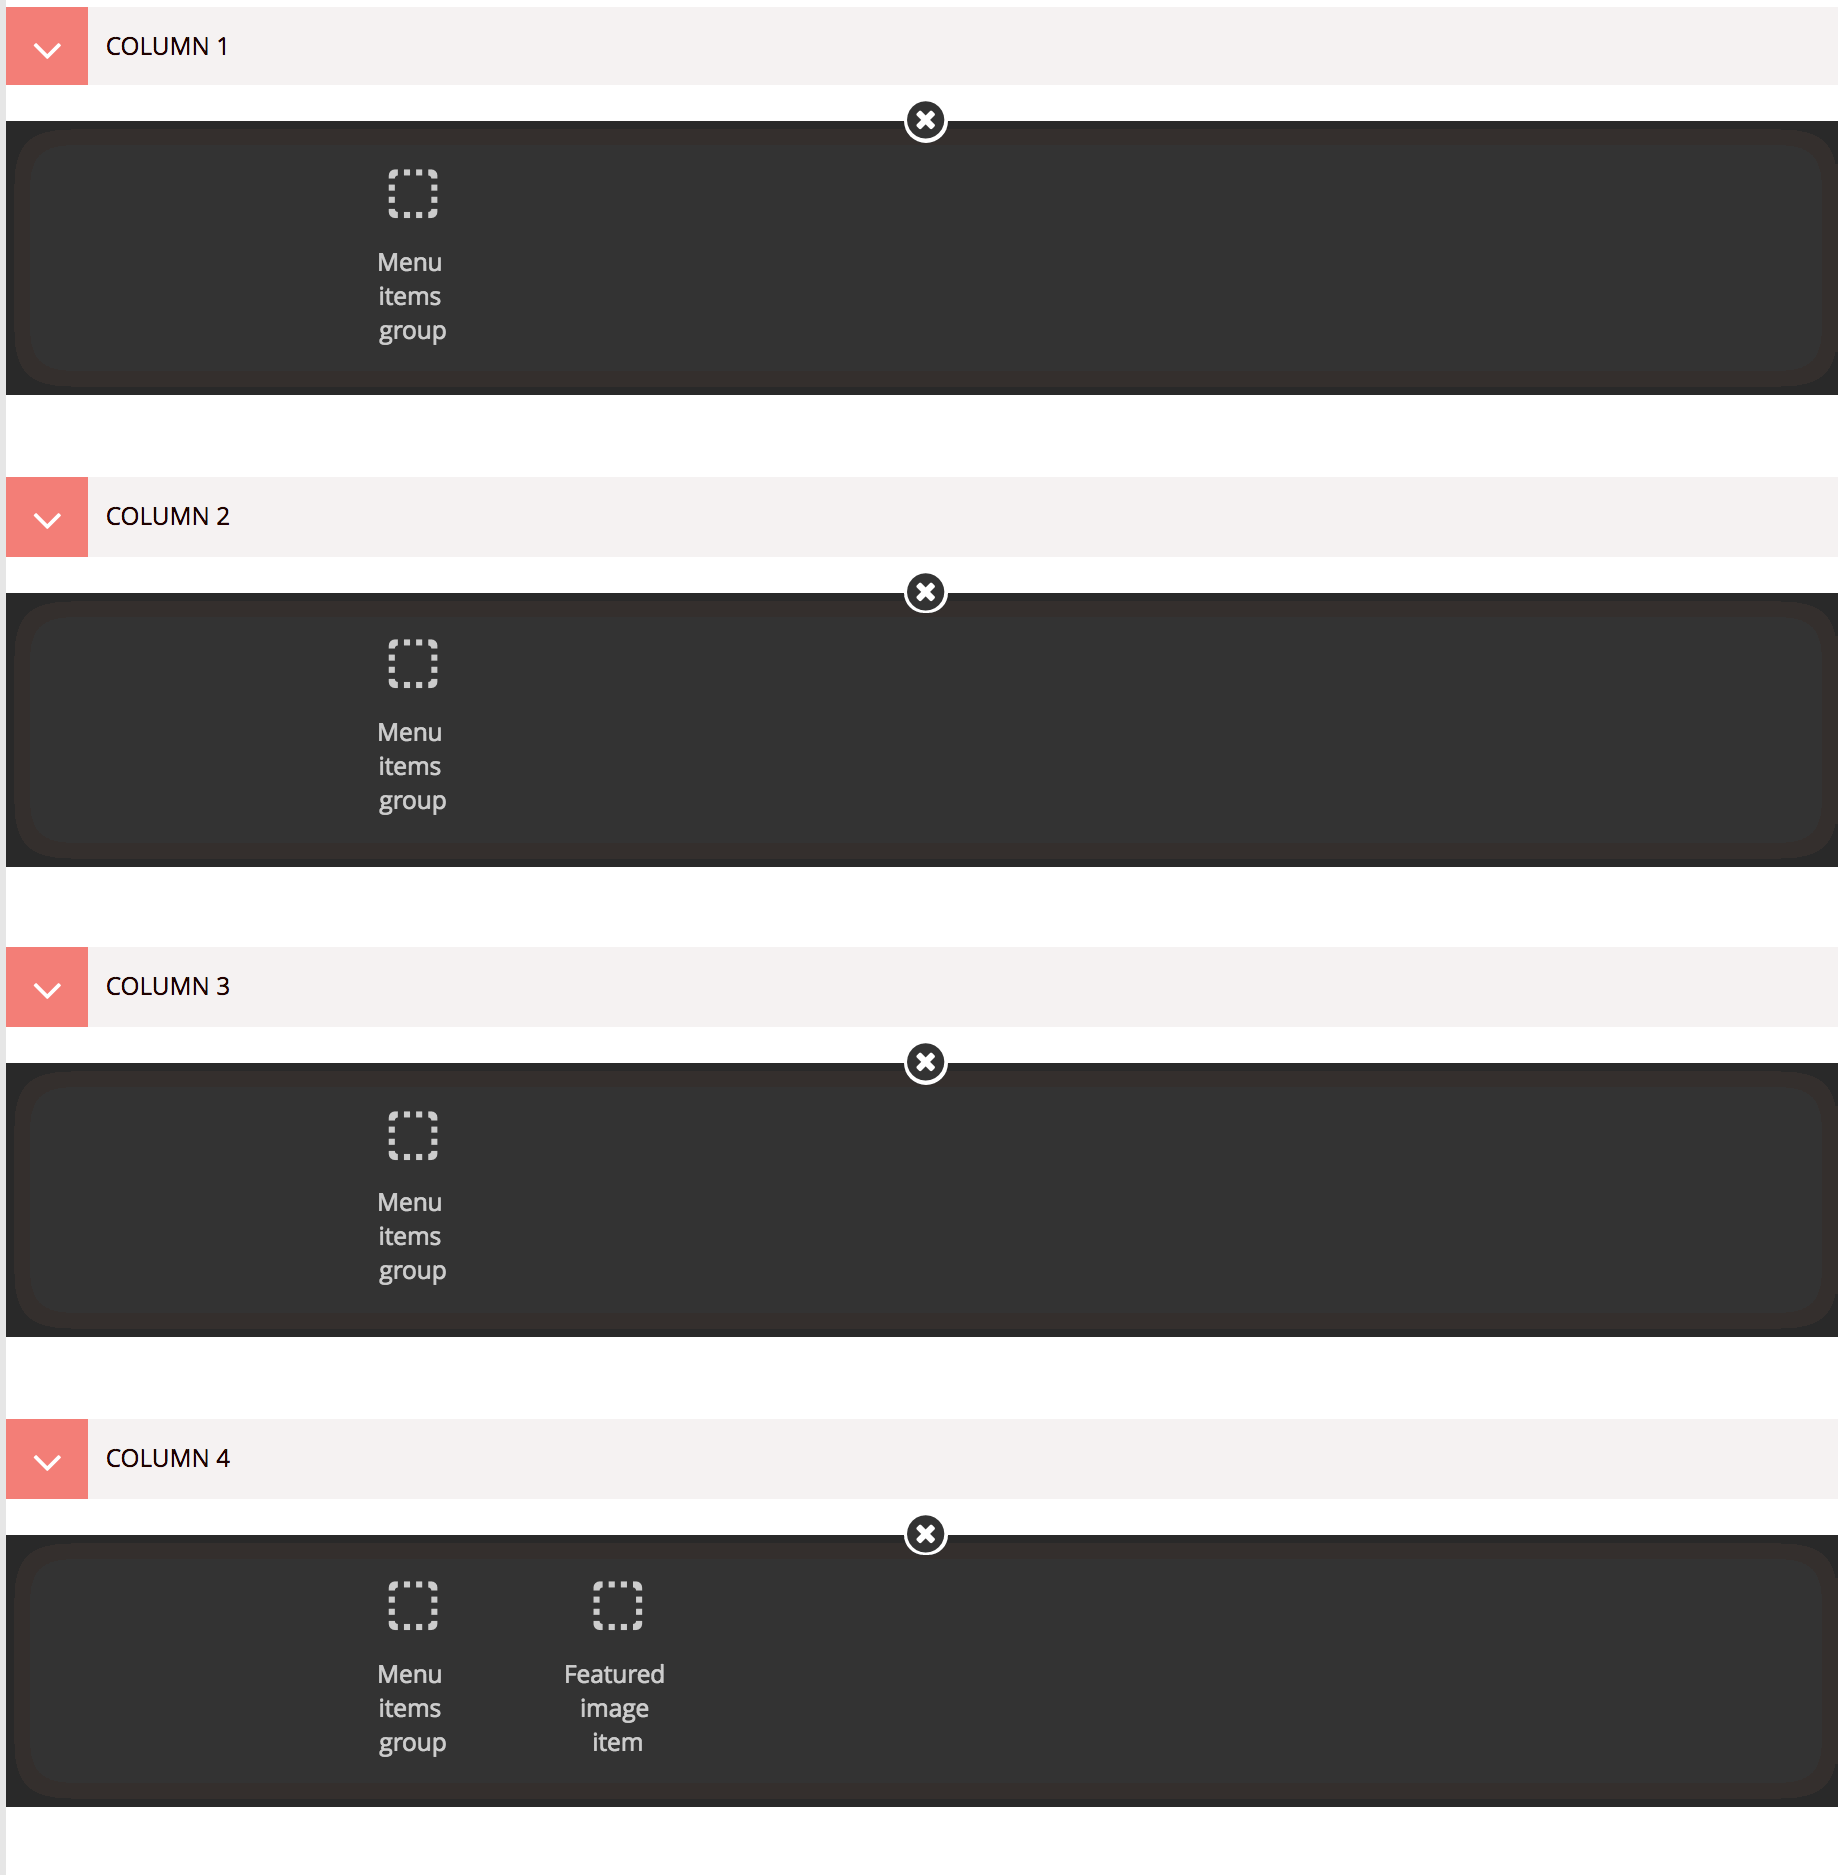 COLUMN 1
Menu
items
group
COLUMN 2
Menu
items
group
COLUMN 3
Menu
items
group
COLUMN 4
Menu
items
group
Featured
image
item